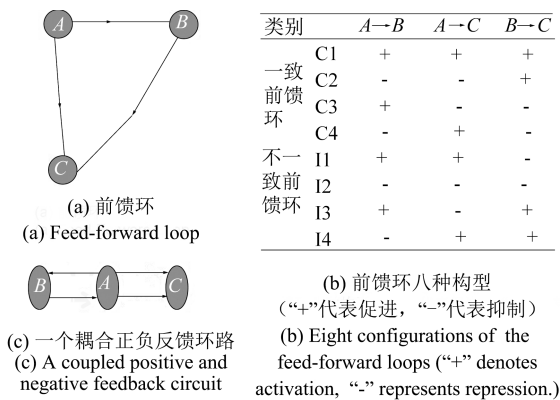 A
B
C
(a) 前馈环
(a) Feed-forward loop
B
A
C
(c) 一个耦合正负反馈环路
(c) A coupled positive and
negative feedback circuit
类别 A→B A→C B→C
一致前馈环
C1 + + +
C2 - - +
C3 + - -
C4 - + -
不一致前馈环
I1 + + -
I2 - - -
I3 + - +
I4 - + +
(b) 前馈环八种构型
（“+”代表促进，“−”代表抑制）
(b) Eight configurations of the
feed-forward loops (“+” denotes
activation, “-” represents repression.)